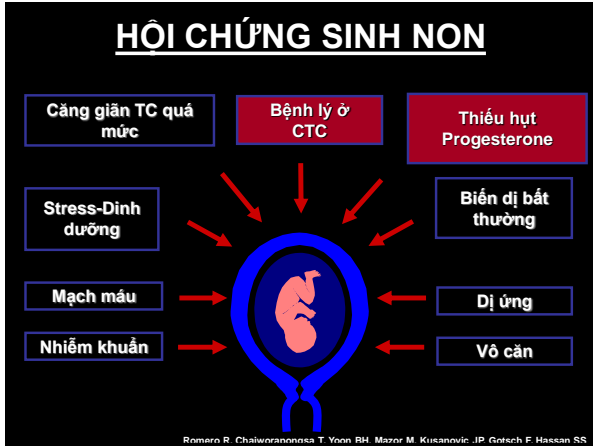 HỘI CHỨNG SINH NON
Căng giãn TC quá
mức
Bệnh lý ở
CTC
Thiếu hụt
Progesterone
Stress-Dinh
dưỡng
Biến dị bất
thường
Mạch máu
Dị ứng
Nhiễm khuẩn
Vô căn
Romero R, Chaiworapongsa T, Yoon BH, Mazor M, Kusanovic JP, Gotsch F, Hassan SS